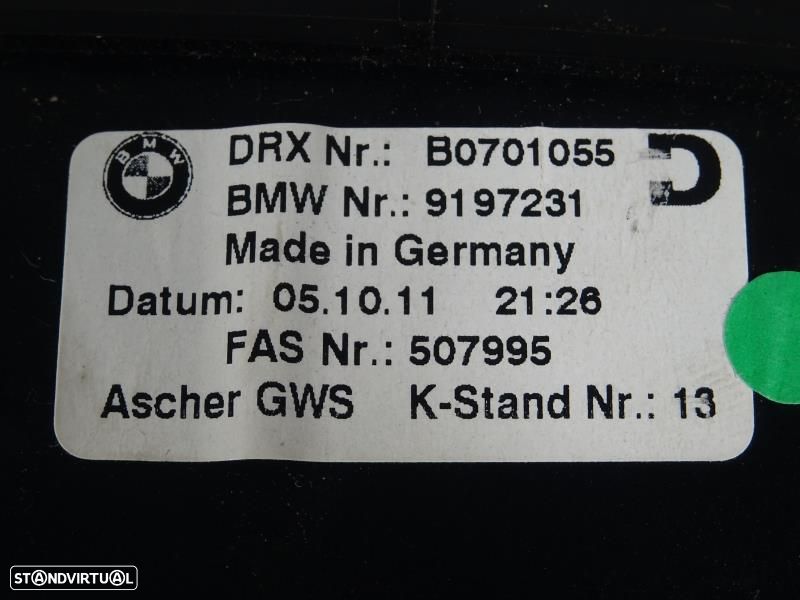 BMW
DRX Nr.: B0701055 D
BMW Nr.: 9197231
Made in Germany
Datum: 05.10.11 21:26
FAS Nr.: 507995
Ascher GWS K-Stand Nr.: 13
STANDVIRTUAL